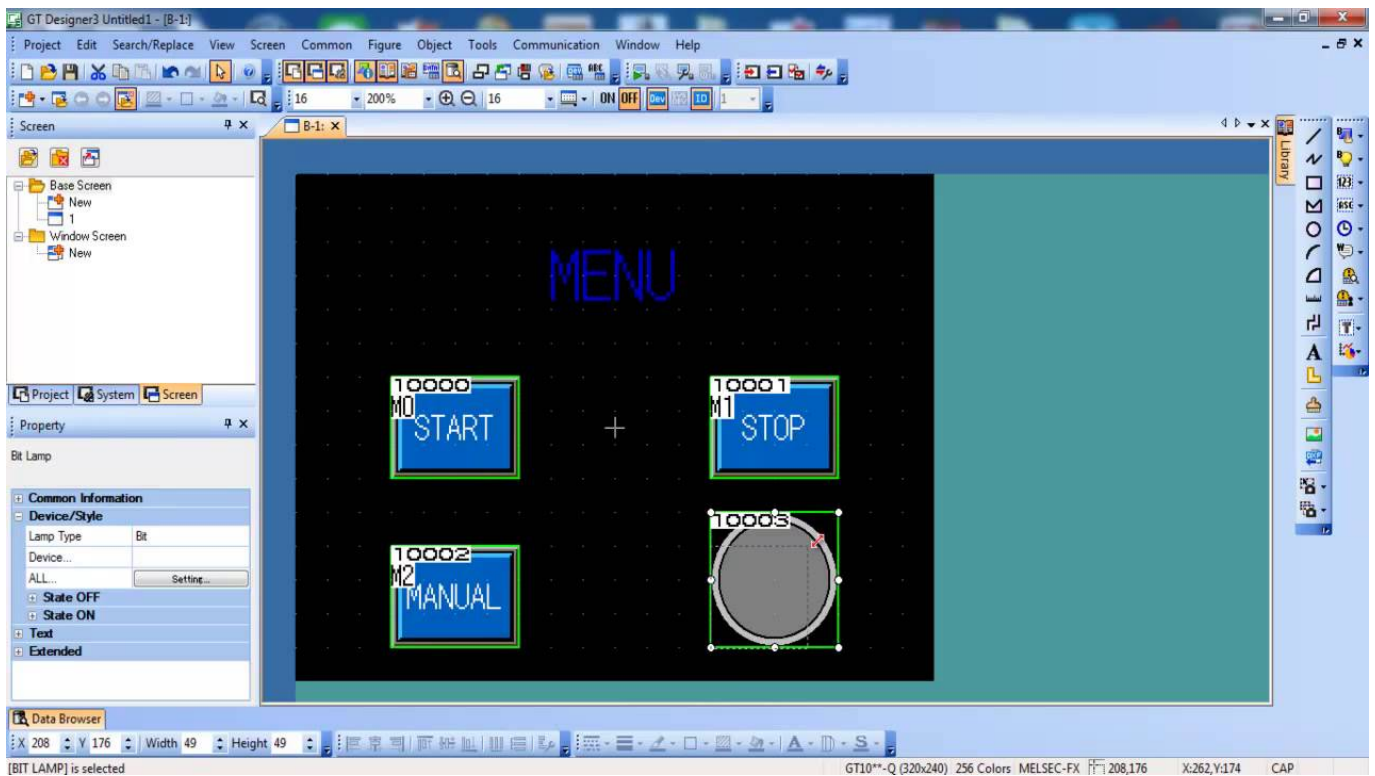 GT Designer3 Untitled1 - [B-1:]
Project Edit Search/Replace View Screen Common Figure Object Tools Communication Window Help
16 200% 16 ON OFF Dev ID 1
Screen
B-1:
Library
Base Screen
New
1
Window Screen
New
MENU
Project System Screen
Property
Bit Lamp
Common Information
Device/Style
Lamp Type Bit
Device...
ALL... Setting...
State OFF
State ON
Text
Extended
10000
M0
START
10001
M1
STOP
10002
M2
MANUAL
10003
Data Browser
X 208 Y 176 Width 49 Height 49
[BIT LAMP] is selected
GT10**-Q (320x240) 256 Colors MELSEC-FX 208,176 X:262,Y:174 CAP